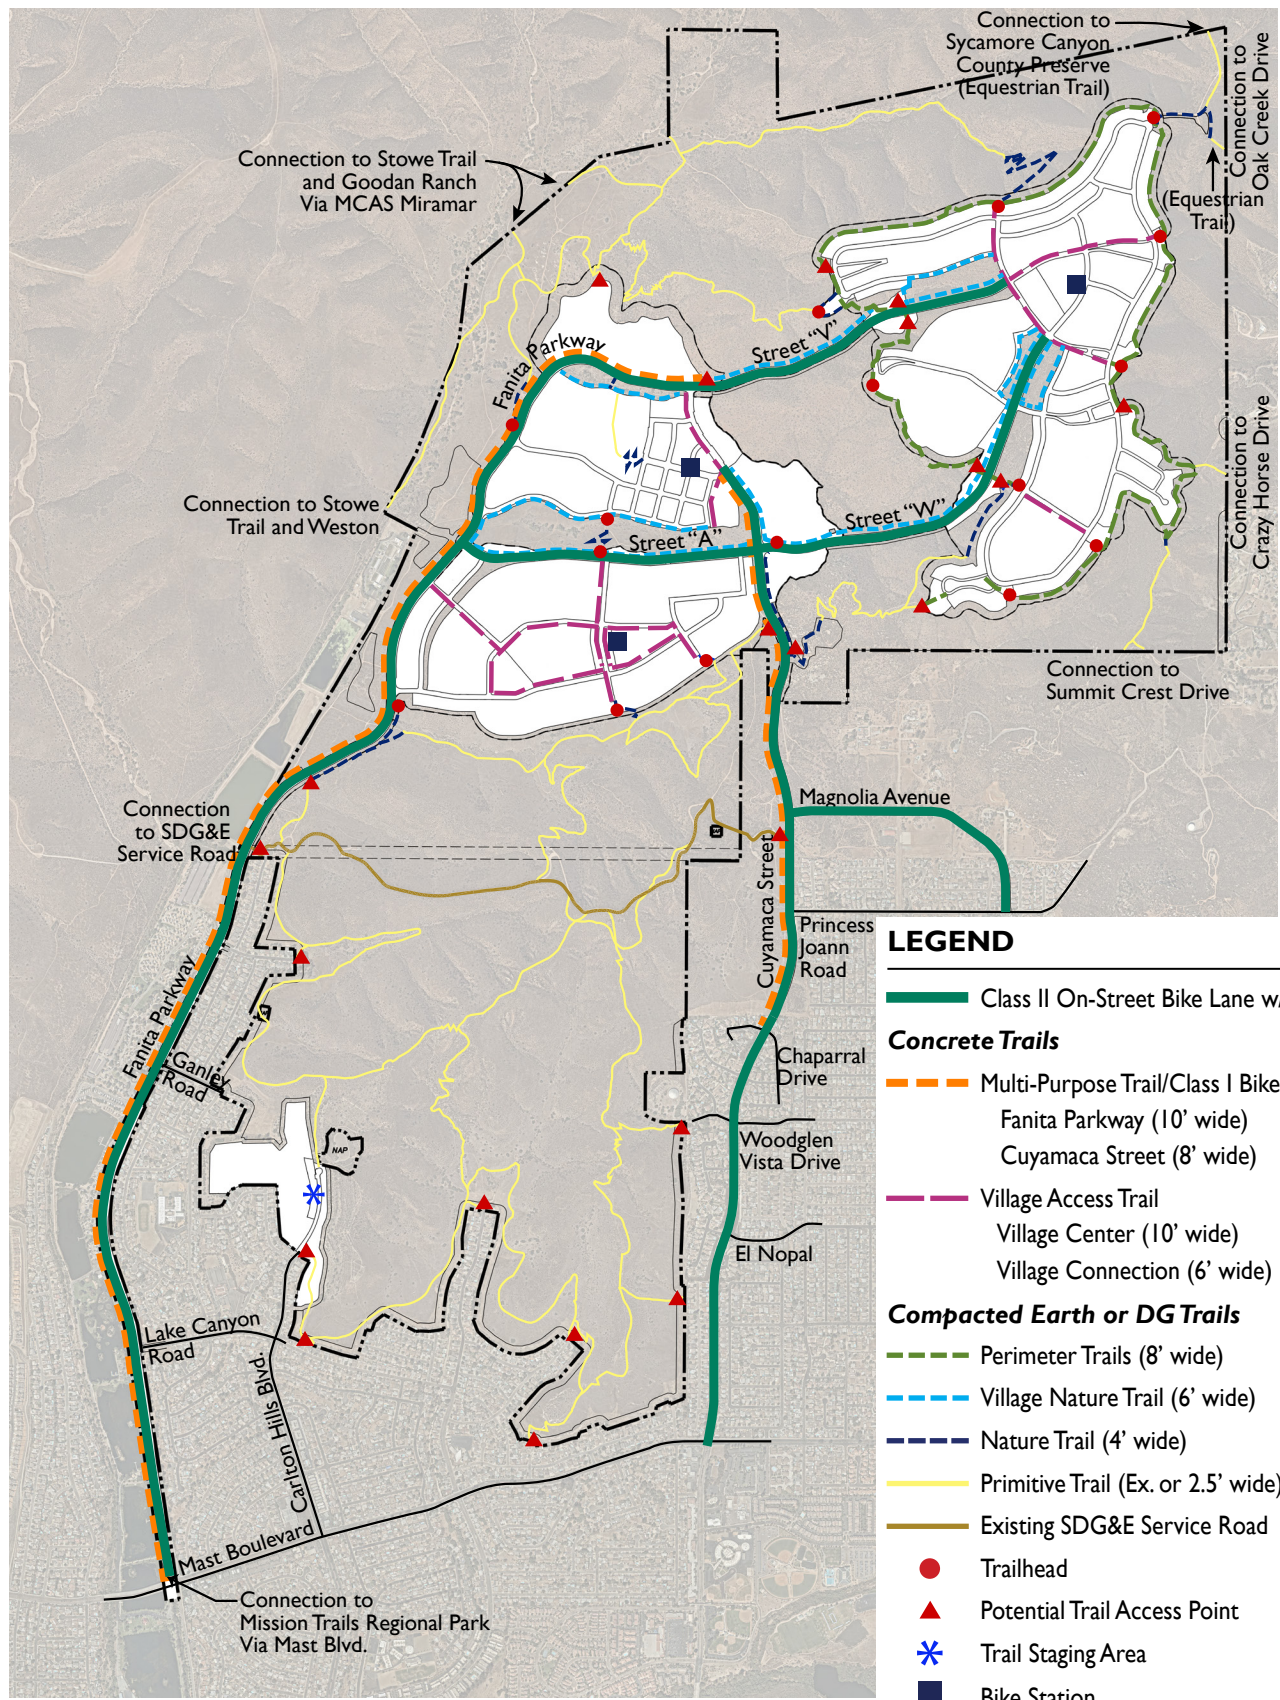 Connection to
Sycamore Canyon
County Preserve
(Equestrian Trail)
Connection to
Oak Creek Drive
(Equestrian
Trail)
Connection to Stowe Trail
and Goodan Ranch
Via MCAS Miramar
Fanita Parkway
Street "V"
Connection to Stowe
Trail and Weston
Street "A"
Street "W"
Connection to
Crazy Horse Drive
Connection to
Summit Crest Drive
Connection
to SDG&E
Service Road
Magnolia Avenue
Cuyamaca Street
Princess
Joann
Road
Fanita Parkway
Ganley
Road
Chaparral
Drive
Woodglen
Vista Drive
NAP
El Nopal
Lake Canyon
Road
Carlton Hills Blvd.
Mast Boulevard
Connection to
Mission Trails Regional Park
Via Mast Blvd.
LEGEND
Class II On-Street Bike Lane w/
Concrete Trails
Multi-Purpose Trail/Class I Bike
Fanita Parkway (10' wide)
Cuyamaca Street (8' wide)
Village Access Trail
Village Center (10' wide)
Village Connection (6' wide)
Compacted Earth or DG Trails
Perimeter Trails (8' wide)
Village Nature Trail (6' wide)
Nature Trail (4' wide)
Primitive Trail (Ex. or 2.5' wide)
Existing SDG&E Service Road
Trailhead
Potential Trail Access Point
Trail Staging Area
Bike Station